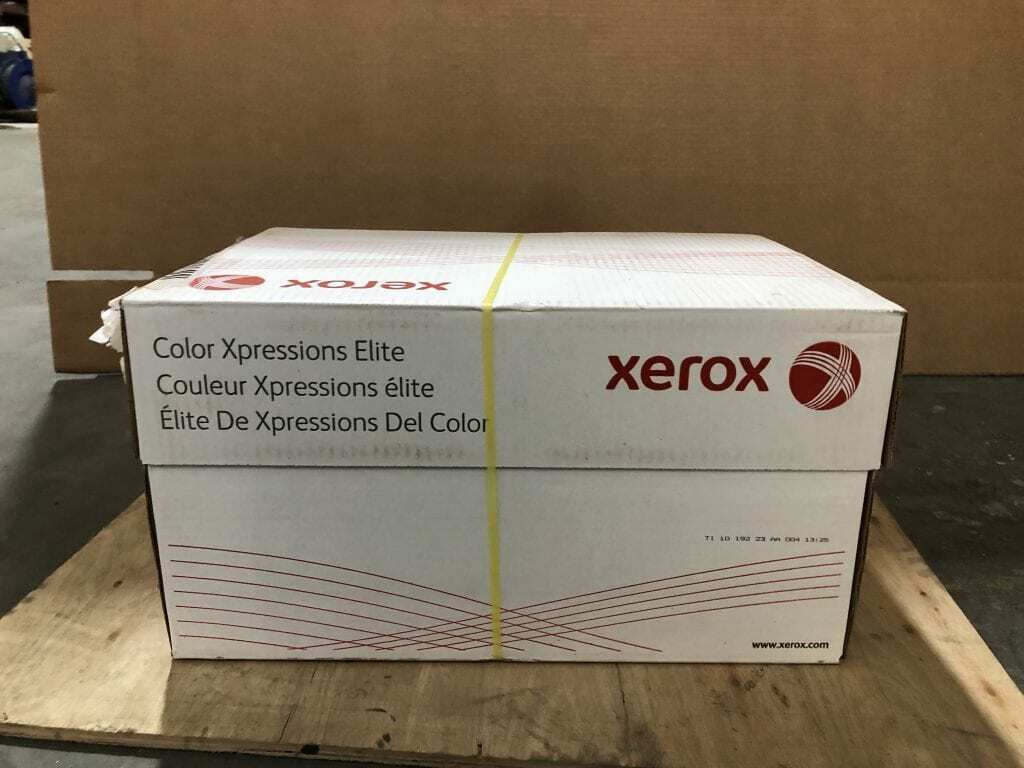 xerox
Color Xpressions Elite
Couleur Xpressions élite
Élite De Xpressions Del Color
xerox
TI 10 192 23 AA 004 13:25
www.xerox.com